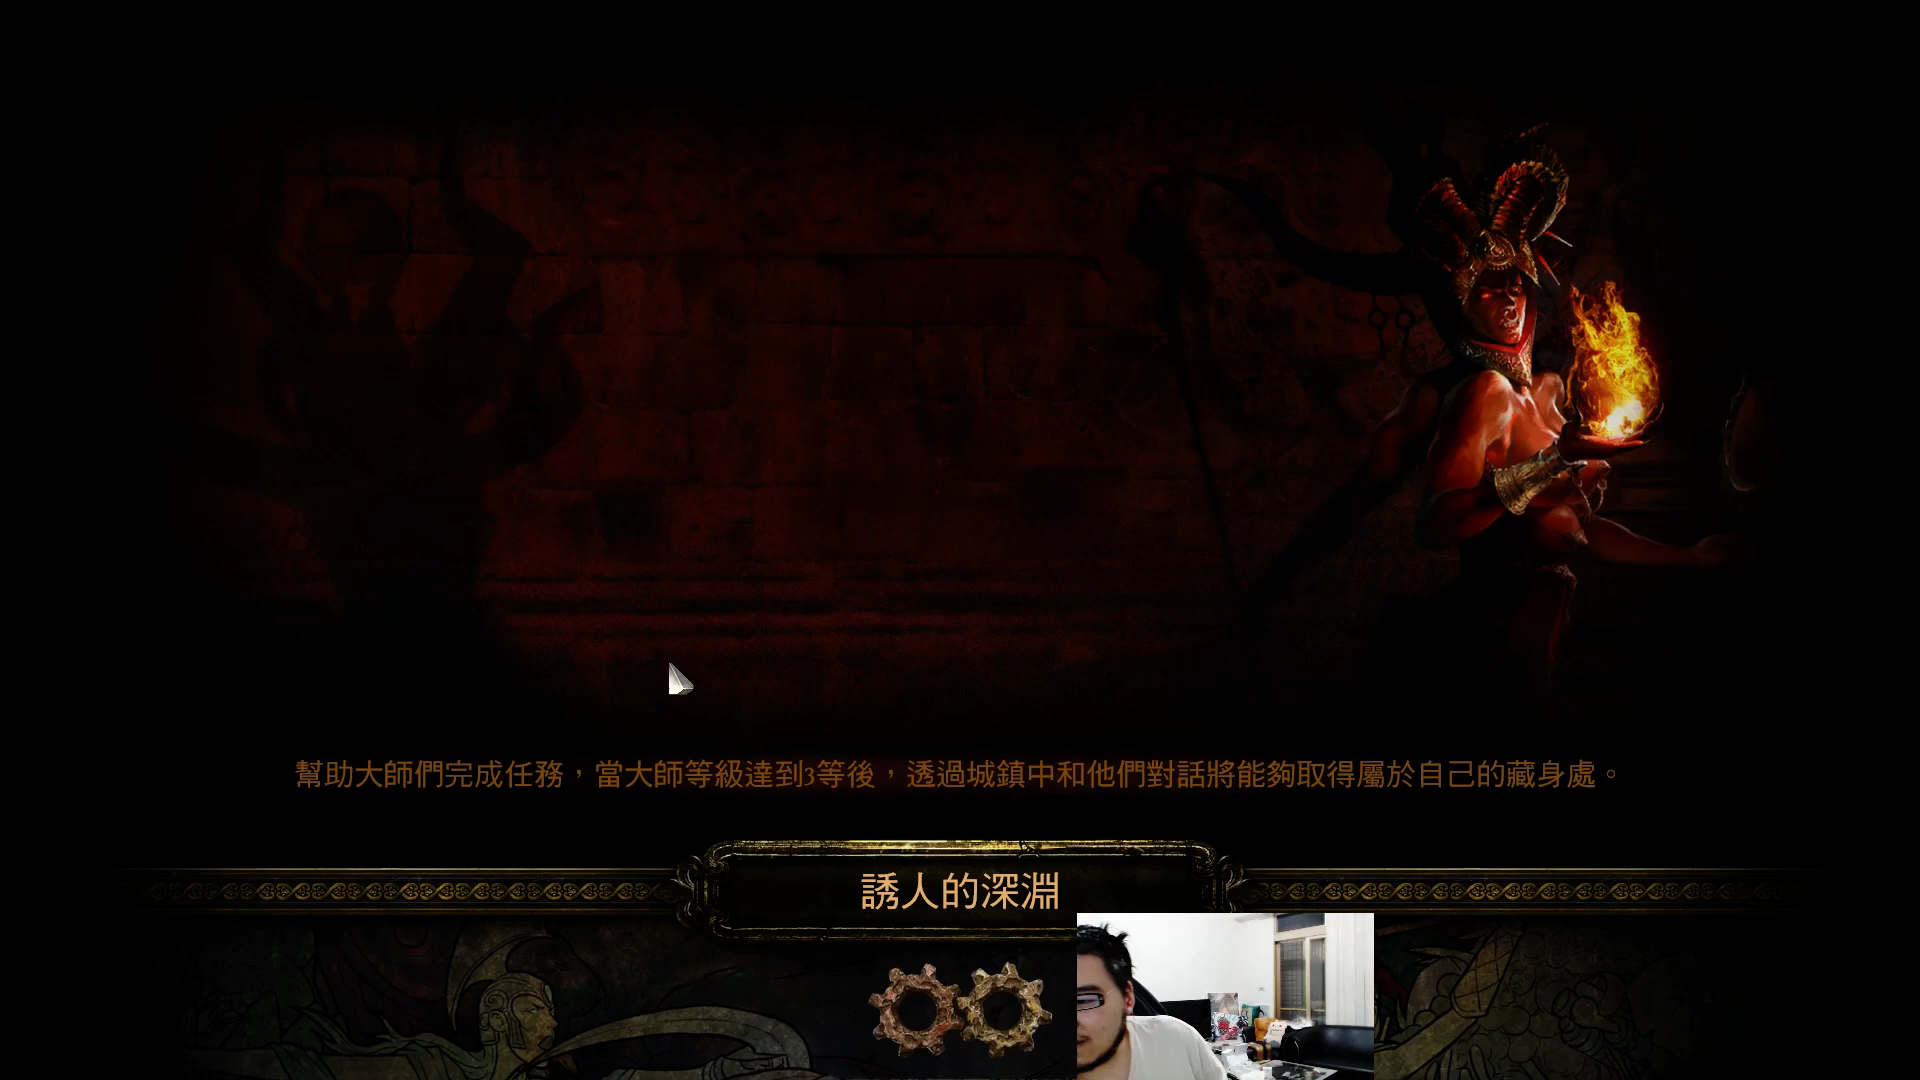 幫助大師們完成任務，當大師等級達到3等後，透過城鎮中和他們對話將能夠取得屬於自己的藏身處。
誘人的深淵